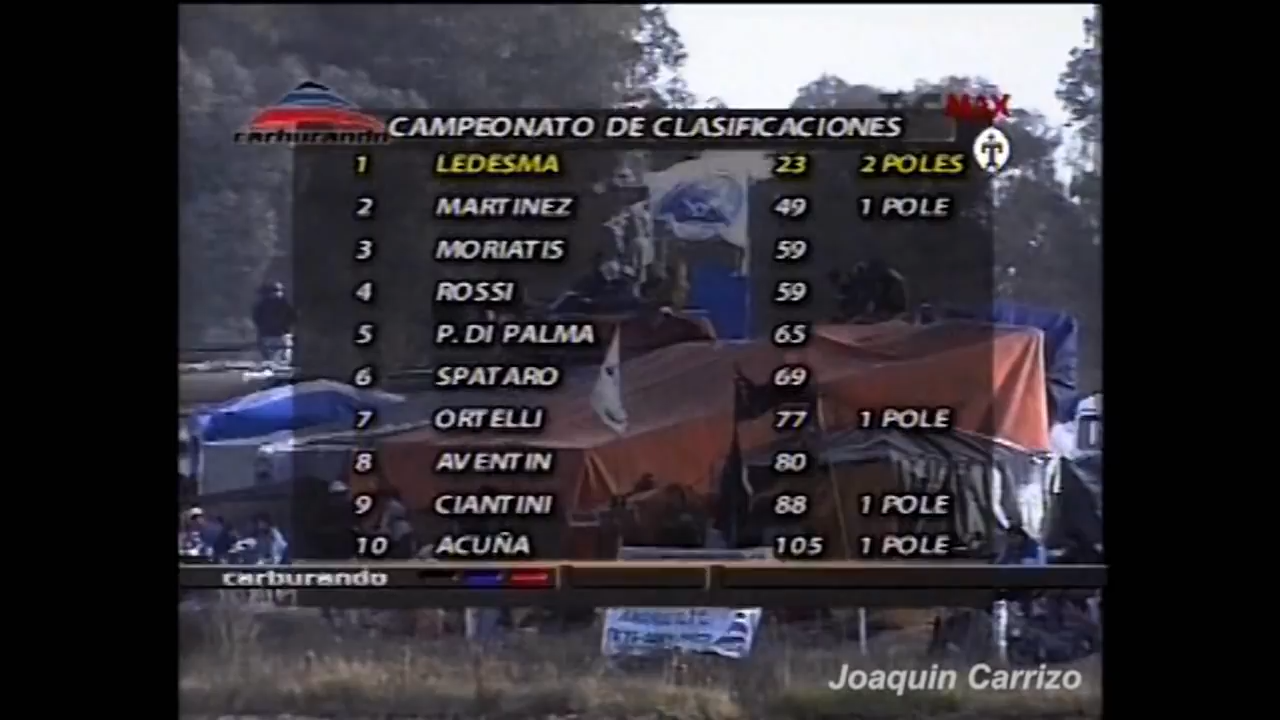 TC MAX
carburando CAMPEONATO DE CLASIFICACIONES
1 LEDESMA 23 2 POLES
2 MARTINEZ 49 1 POLE
3 MORIATIS 59
4 ROSSI 59
5 P. DI PALMA 65
6 SPATARO 69
7 ORTELLI 77 1 POLE
8 AVENTIN 80
9 CIANTINI 88 1 POLE
10 ACUÑA 105 1 POLE
carburando
Joaquin Carrizo